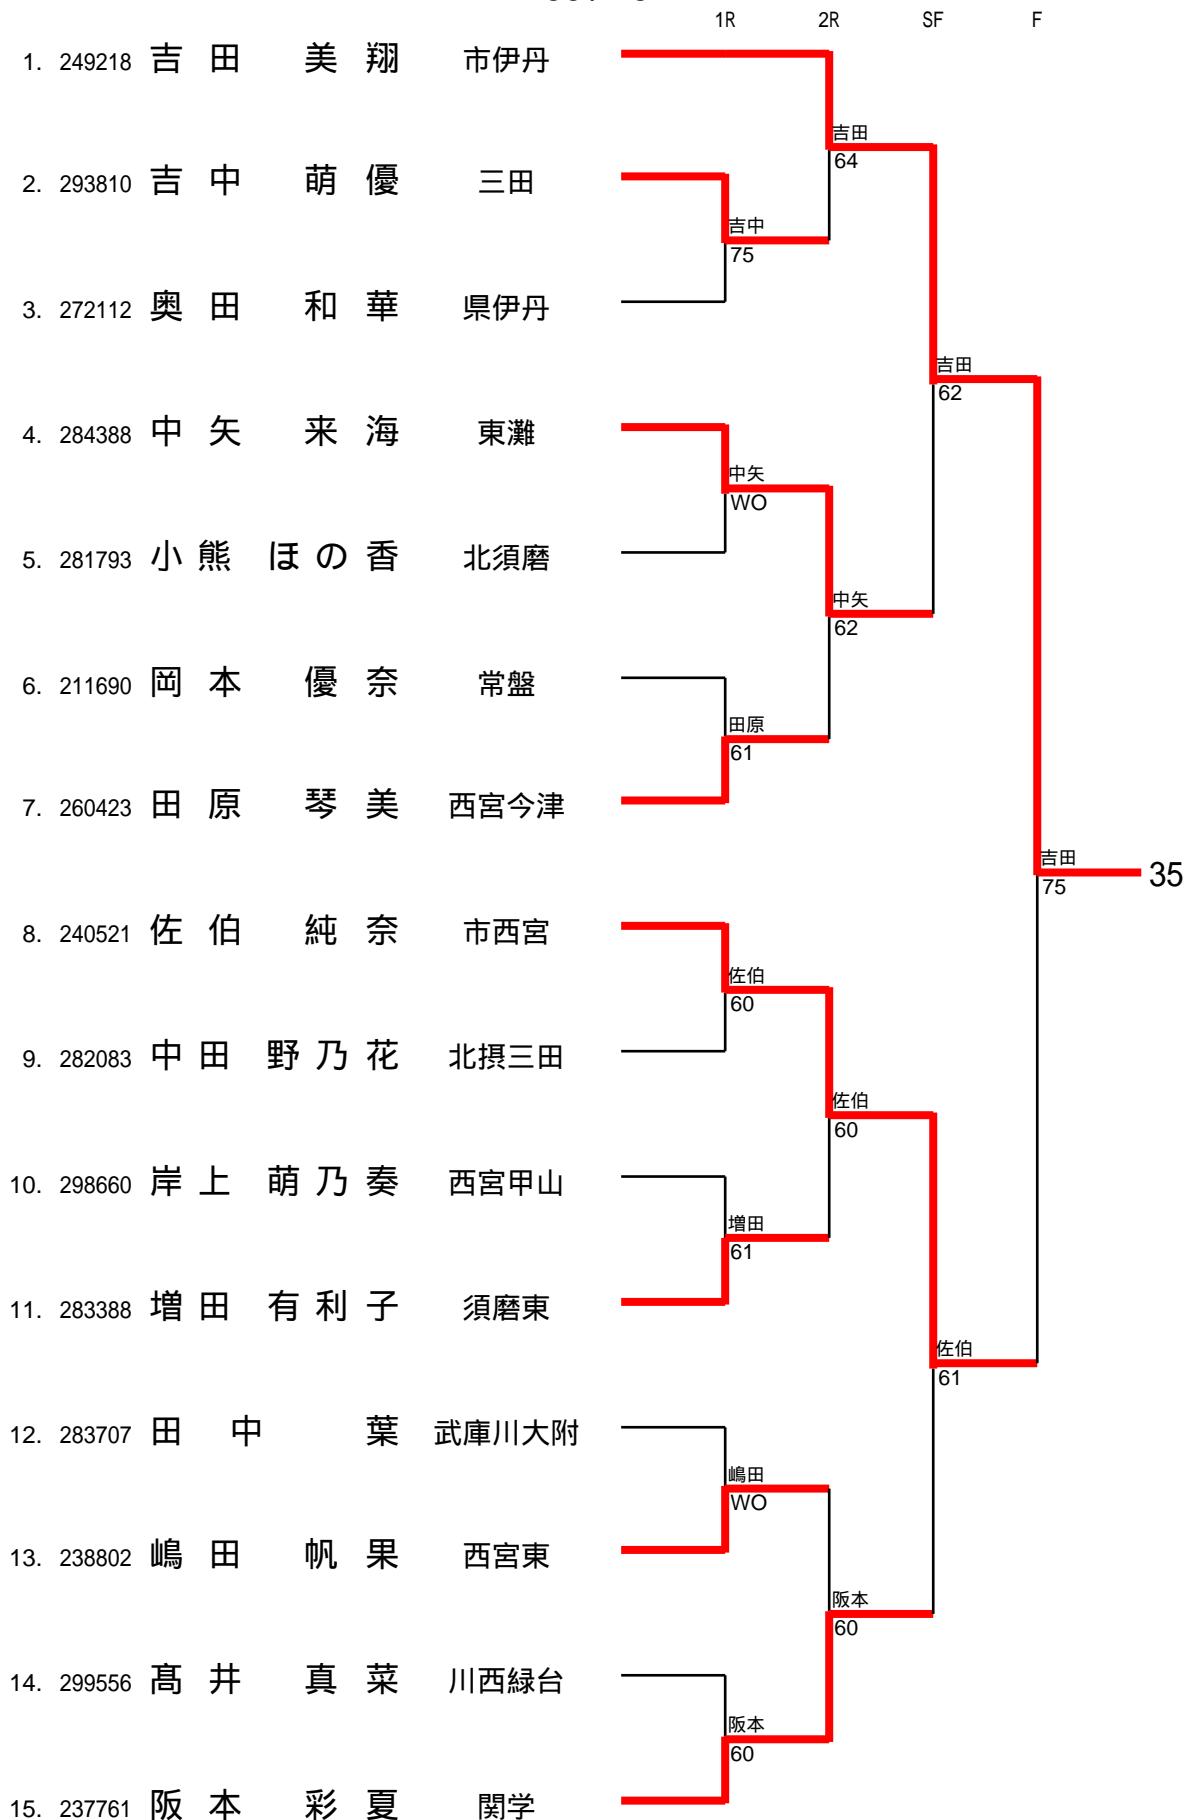 1R 2R SF F
1. 249218 吉田 美翔 市伊丹
吉田
64
2. 293810 吉中 萌優 三田
吉中
75
3. 272112 奥田 和華 県伊丹
吉田
62
4. 284388 中矢 来海 東灘
中矢
WO
5. 281793 小熊 ほの香 北須磨
中矢
62
6. 211690 岡本 優奈 常盤
田原
61
7. 260423 田原 琴美 西宮今津
吉田
75 35
8. 240521 佐伯 純奈 市西宮
佐伯
60
9. 282083 中田 野乃花 北摂三田
佐伯
60
10. 298660 岸上 萌乃奏 西宮甲山
増田
61
11. 283388 増田 有利子 須磨東
佐伯
61
12. 283707 田中 葉 武庫川大附
嶋田
WO
13. 238802 嶋田 帆果 西宮東
阪本
60
14. 299556 髙井 真菜 川西緑台
阪本
60
15. 237761 阪本 彩夏 関学